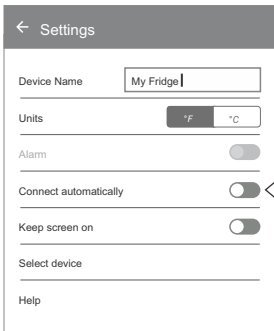 Settings
Device Name My Fridge
Units °F °C
Alarm
Connect automatically
Keep screen on
Select device
Help